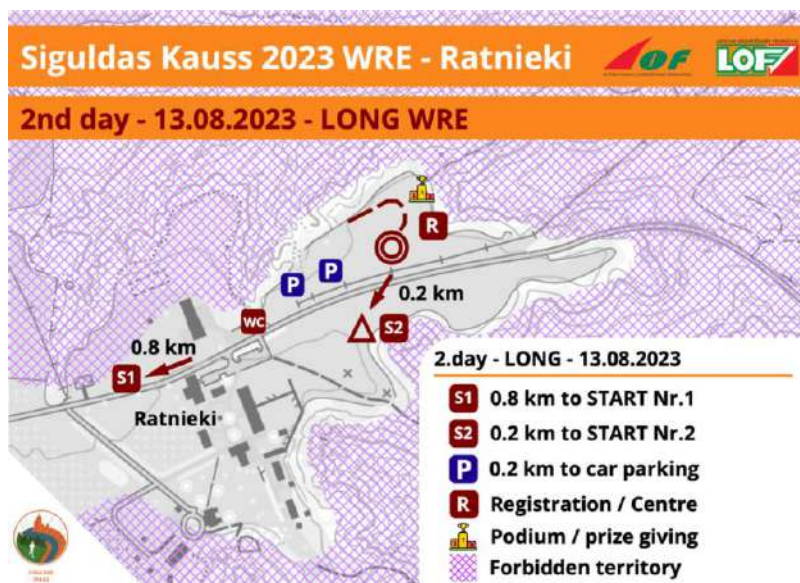 Siguldas Kauss 2023 WRE - Ratnieki
IOF
LOF
2nd day - 13.08.2023 - LONG WRE
R
P
P
0.2 km
WC
S2
0.8 km
S1
Ratnieki
2.day - LONG - 13.08.2023
S1 0.8 km to START Nr.1
S2 0.2 km to START Nr.2
P 0.2 km to car parking
R Registration / Centre
Podium / prize giving
Forbidden territory